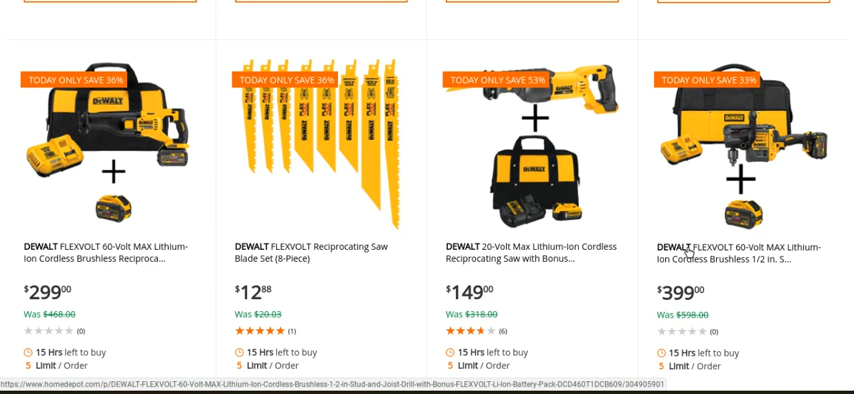 TODAY ONLY SAVE 36%
DEWALT
DEWALT FLEXVOLT 60-Volt MAX Lithium-
Ion Cordless Brushless Reciproca...
$299⁰⁰
Was $468.00
(0)
15 Hrs left to buy
5 Limit / Order
TODAY ONLY SAVE 36%
DEWALT FLEXVOLT Reciprocating Saw
Blade Set (8-Piece)
$12⁸⁸
Was $20.03
(1)
15 Hrs left to buy
5 Limit / Order
TODAY ONLY SAVE 53%
DEWALT
DEWALT 20-Volt Max Lithium-Ion Cordless
Reciprocating Saw with Bonus...
$149⁰⁰
Was $318.00
(6)
15 Hrs left to buy
5 Limit / Order
TODAY ONLY SAVE 33%
DEWALT
DEWALT FLEXVOLT 60-Volt MAX Lithium-
Ion Cordless Brushless 1/2 in. S...
$399⁰⁰
Was $598.00
(0)
15 Hrs left to buy
5 Limit / Order
https://www.homedepot.com/p/DEWALT-FLEXVOLT-60-Volt-MAX-Lithium-Ion-Cordless-Brushless-1-2-in-Stud-and-Joist-Drill-with-Bonus-FLEXVOLT-Li-Ion-Battery-Pack-DCD460T1DCB609/304905901